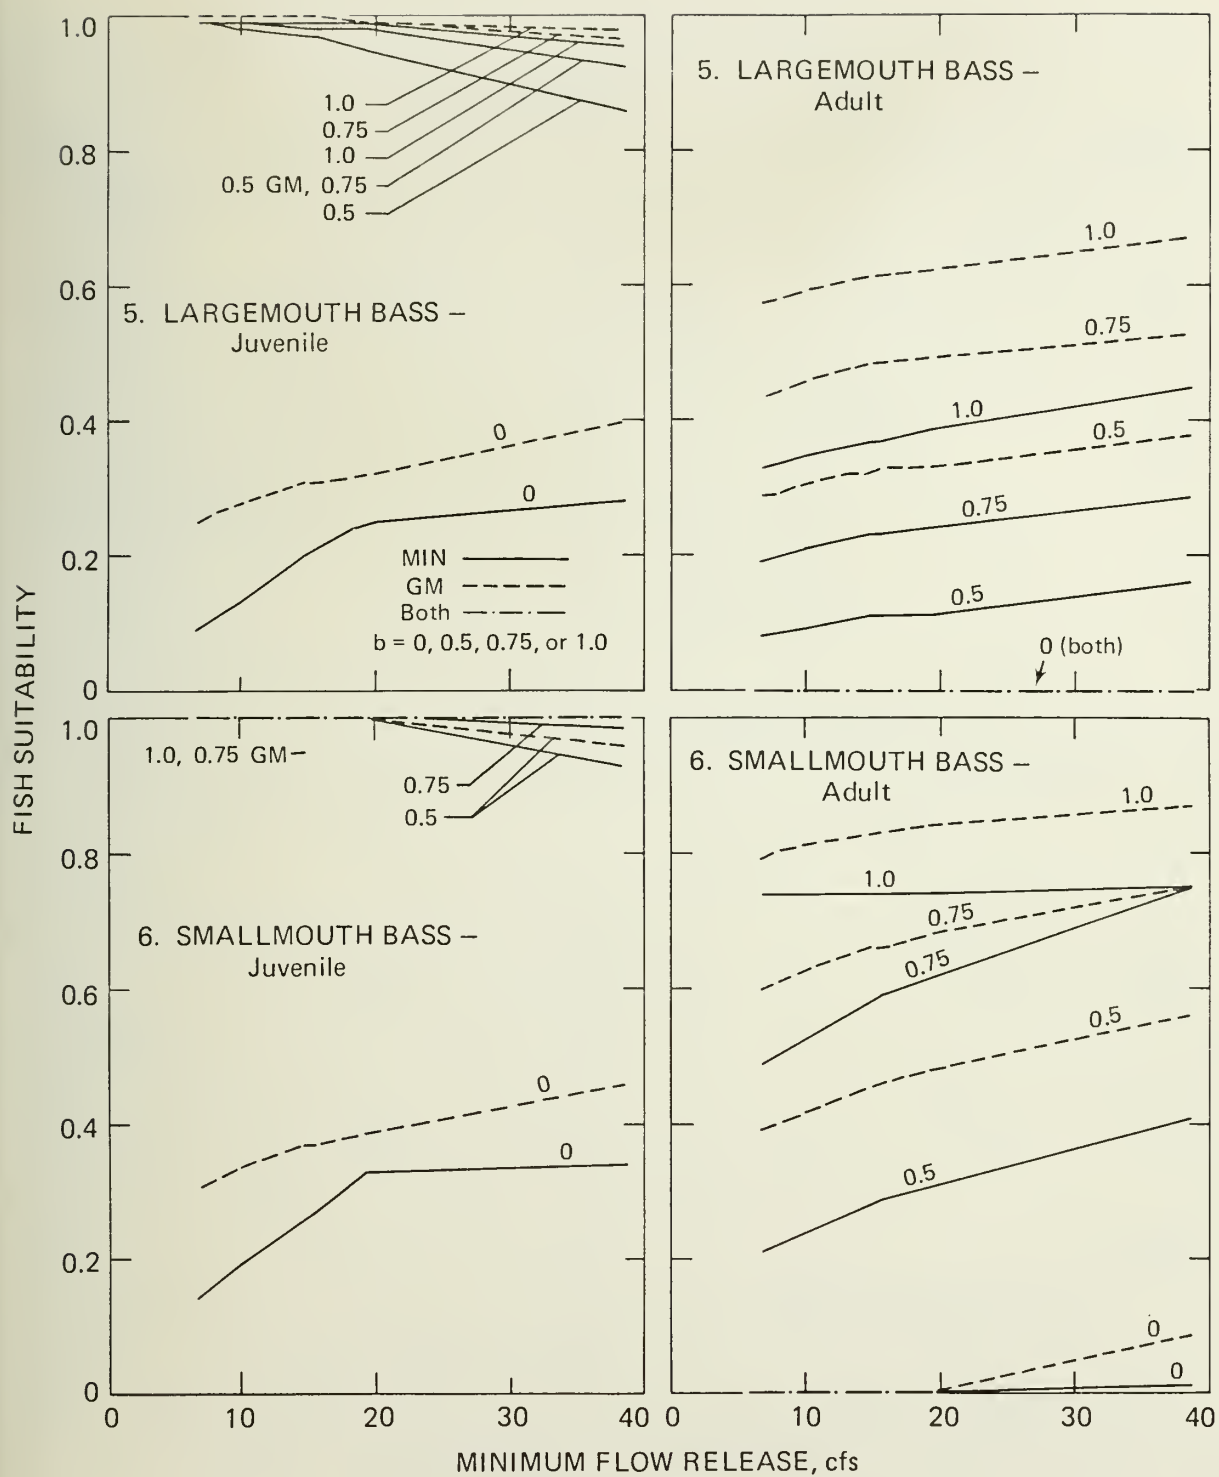 FISH SUITABILITY
1.0
0.8
0.6
0.4
0.2
0
1.0
0.75
1.0
0.5 GM, 0.75
0.5
5. LARGEMOUTH BASS –
Juvenile
0
0
MIN
GM
Both
b = 0, 0.5, 0.75, or 1.0
5. LARGEMOUTH BASS –
Adult
1.0
0.75
1.0
0.5
0.75
0.5
0 (both)
1.0
0.8
0.6
0.4
0.2
0
1.0, 0.75 GM–
0.75
0.5
6. SMALLMOUTH BASS –
Juvenile
0
0
6. SMALLMOUTH BASS –
Adult
1.0
1.0
0.75
0.75
0.5
0.5
0
0
0 10 20 30 40 0 10 20 30 40
MINIMUM FLOW RELEASE, cfs